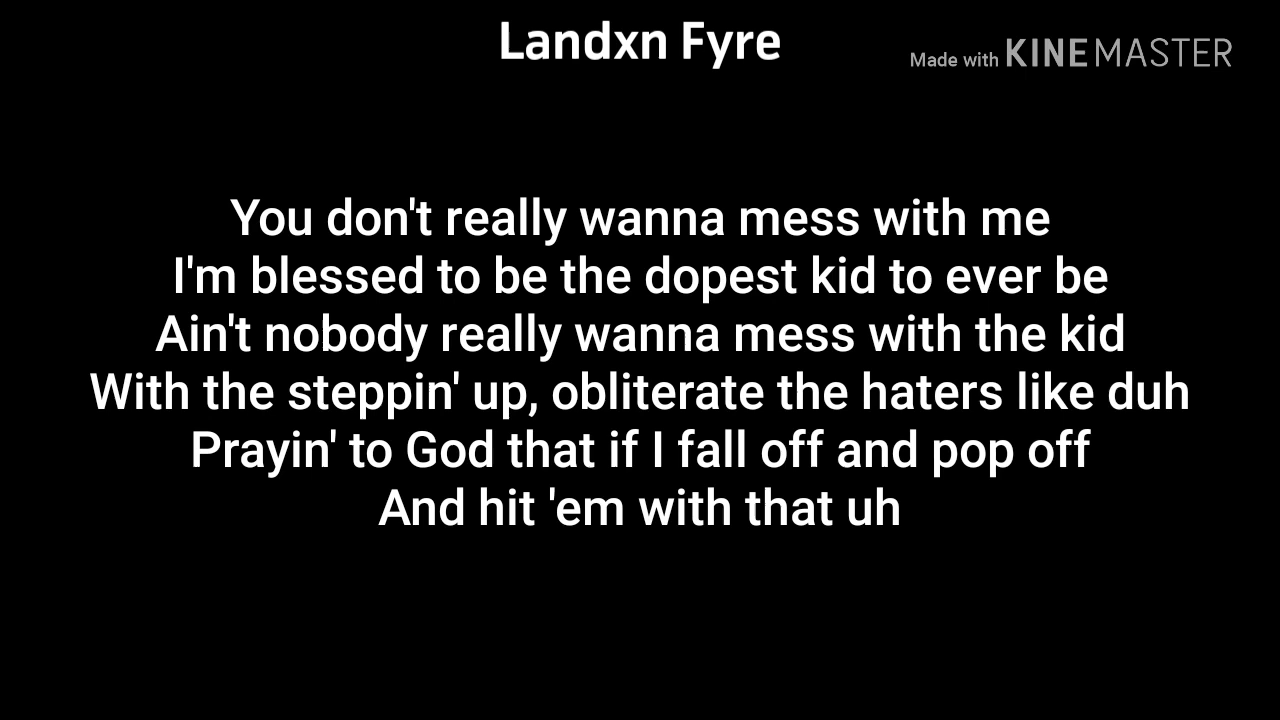 Landxn Fyre
Made with KINEMASTER
You don't really wanna mess with me
I'm blessed to be the dopest kid to ever be
Ain't nobody really wanna mess with the kid
With the steppin' up, obliterate the haters like duh
Prayin' to God that if I fall off and pop off
And hit 'em with that uh